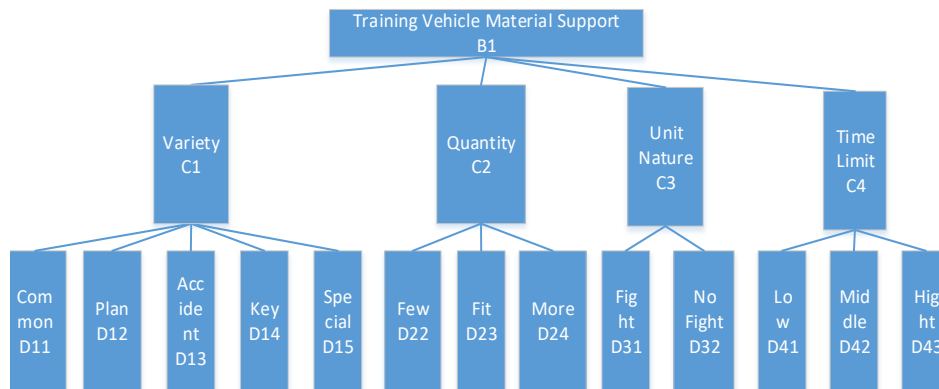 Training Vehicle Material Support
B1
Variety
C1
Quantity
C2
Unit
Nature
C3
Time
Limit
C4
Com
mon
D11
Plan
D12
Acc
iden
t
D13
Key
D14
Spe
cial
D15
Few
D22
Fit
D23
More
D24
Fig
ht
D31
No
Fight
D32
Lo
w
D41
Mid
dle
D42
High
t
D43